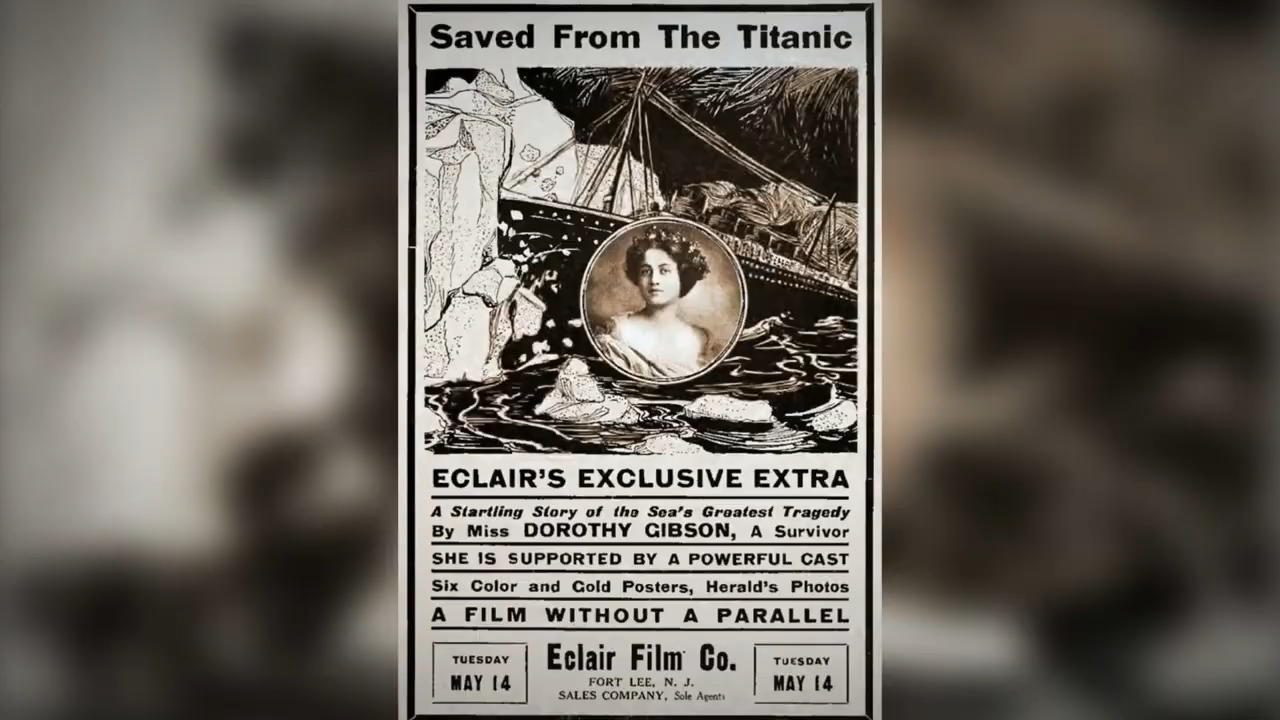 Saved From The Titanic
ECLAIR'S EXCLUSIVE EXTRA
A Startling Story of the Sea's Greatest Tragedy
By Miss DOROTHY GIBSON, A Survivor
SHE IS SUPPORTED BY A POWERFUL CAST
Six Color and Gold Posters, Herald's Photos
A FILM WITHOUT A PARALLEL
TUESDAY
MAY 14
Eclair Film Co.
FORT LEE, N. J.
SALES COMPANY, Sole Agents
TUESDAY
MAY 14